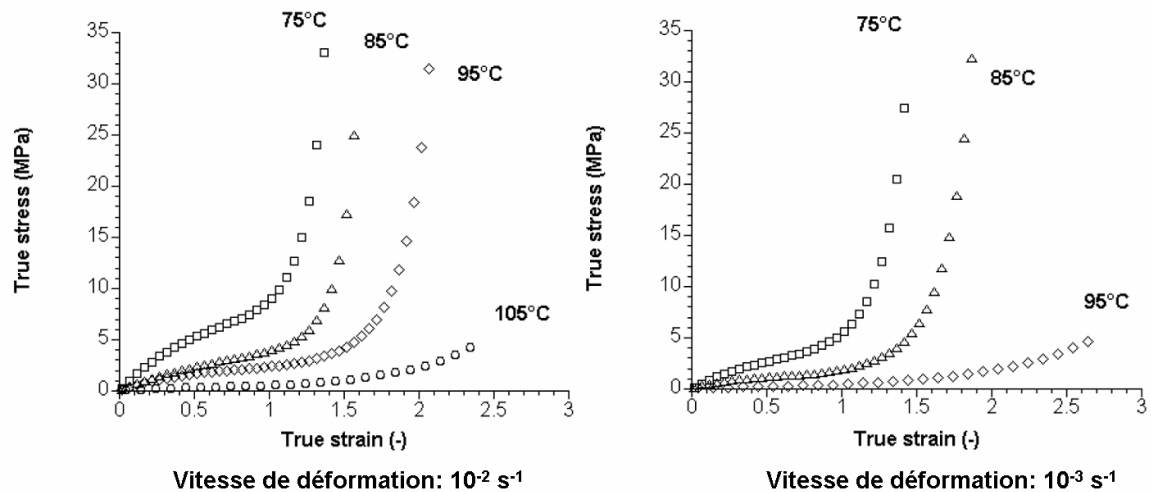 35
30
25
20
15
10
5
0
True stress (MPa)
75°C
85°C
95°C
105°C
0 0.5 1 1.5 2 2.5 3
True strain (-)
Vitesse de déformation: 10⁻² s⁻¹
35
30
25
20
15
10
5
0
True stress (MPa)
75°C
85°C
95°C
0 0.5 1 1.5 2 2.5 3
True strain (-)
Vitesse de déformation: 10⁻³ s⁻¹